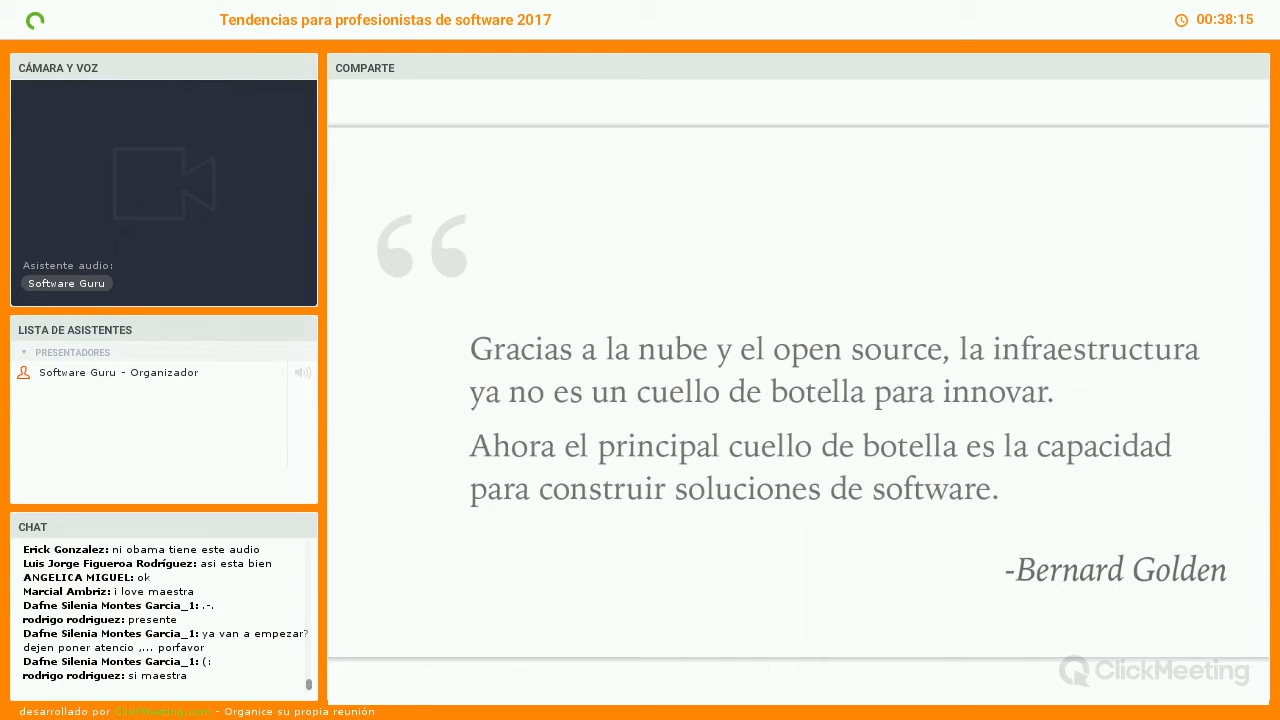 Tendencias para profesionistas de software 2017
00:38:15
CÁMARA Y VOZ
Asistente audio:
Software Guru
LISTA DE ASISTENTES
PRESENTADORES
Software Guru - Organizador
CHAT
Erick Gonzalez: ni obama tiene este audio
Luis Jorge Figueroa Rodríguez: asi esta bien
ANGELICA MIGUEL: ok
Marcial Ambriz: i love maestra
Dafne Silenia Montes Garcia_1: .-.
rodrigo rodriguez: presente
Dafne Silenia Montes Garcia_1: ya van a empezar?
dejen poner atencio ,... porfavor
Dafne Silenia Montes Garcia_1: (:
rodrigo rodriguez: si maestra
COMPARTE
“
Gracias a la nube y el open source, la infraestructura
ya no es un cuello de botella para innovar.
Ahora el principal cuello de botella es la capacidad
para construir soluciones de software.
-Bernard Golden
ClickMeeting
desarrollado por ClickMeeting.com - Organice su propia reunión